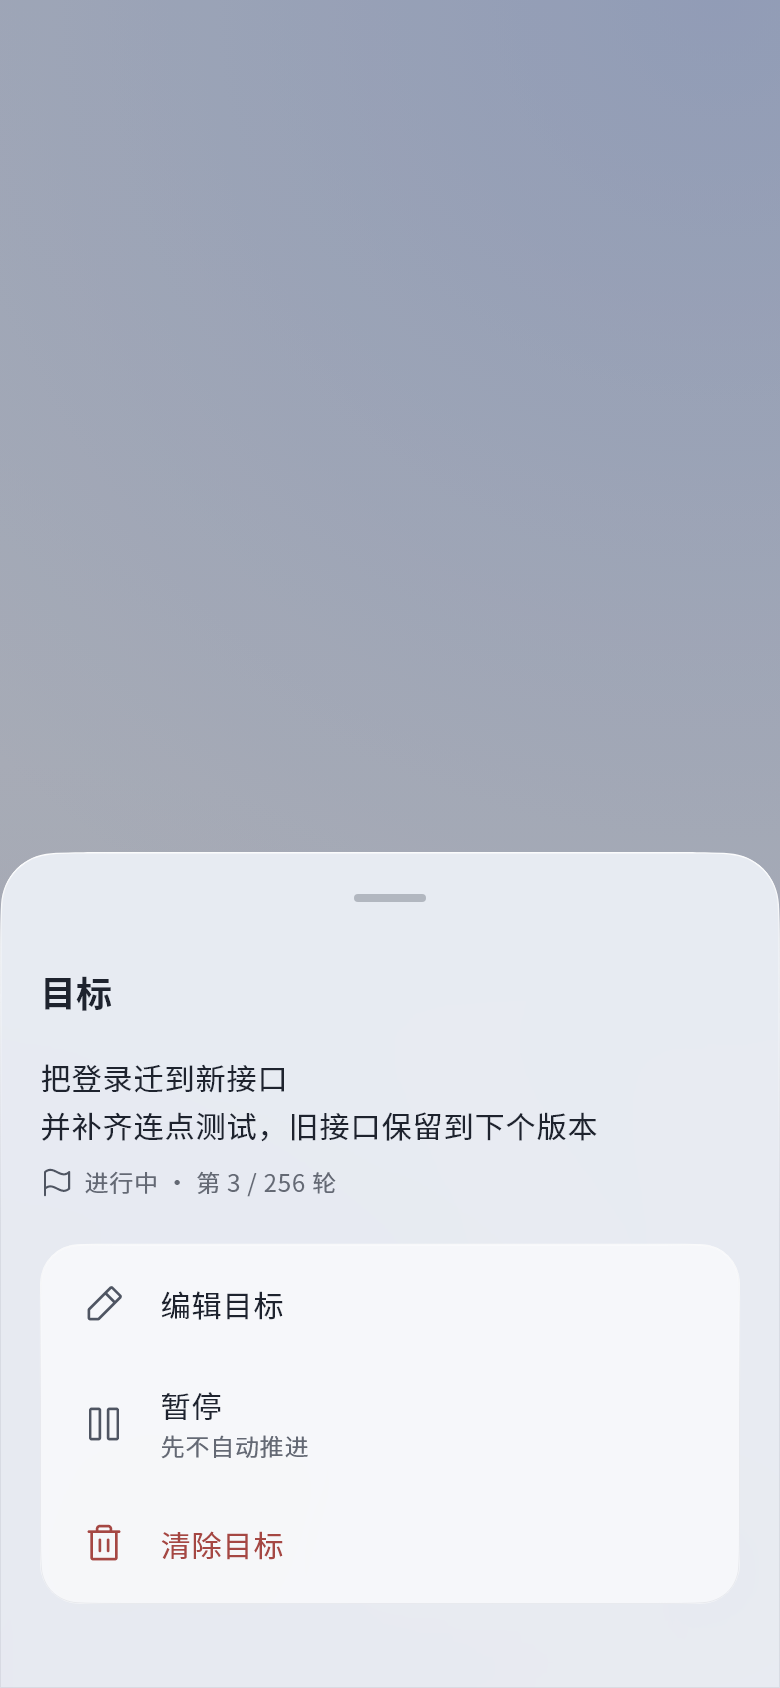 目标
把登录迁到新接口
并补齐连点测试，旧接口保留到下个版本
进行中 · 第 3 / 256 轮
编辑目标
暂停
先不自动推进
清除目标